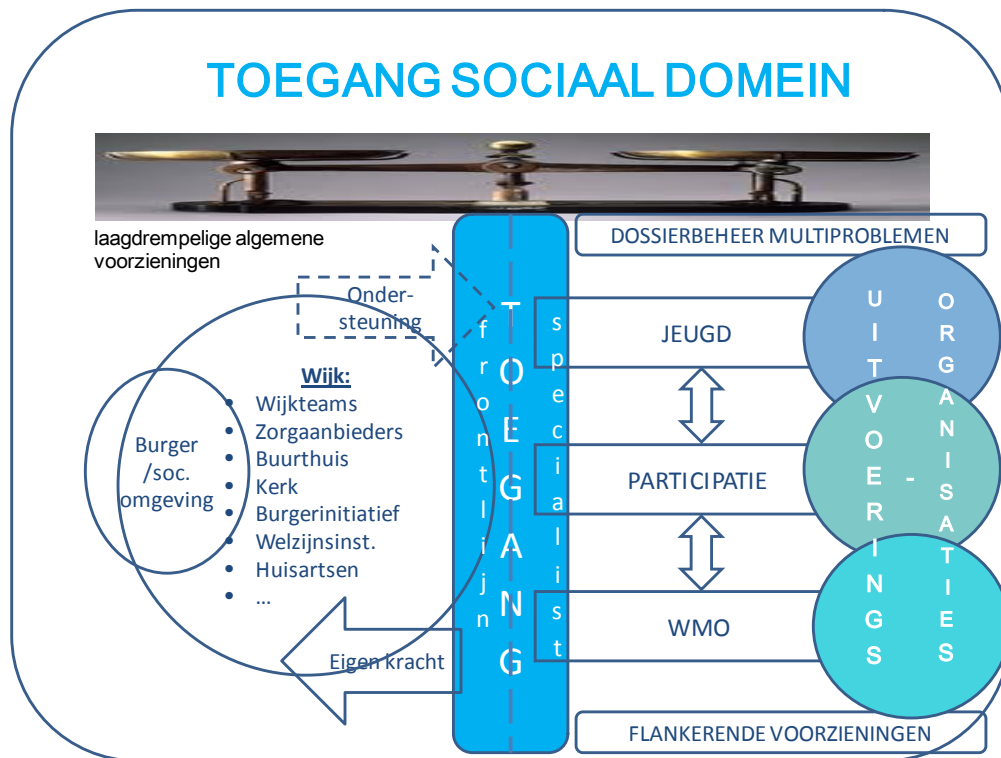 TOEGANG SOCIAAL DOMEIN
laagdrempelige algemene
voorzieningen
Onder-
steuning
Wijk:
• Wijkteams
• Zorgaanbieders
• Buurthuis
• Kerk
• Burgerinitiatief
• Welzijnsinst.
• Huisartsen
• ...
Burger
/soc.
omgeving
Eigen kracht
frontlijn
TOEGANG
specialist
DOSSIERBEHEER MULTIPROBLEMEN
JEUGD
PARTICIPATIE
WMO
FLANKERENDE VOORZIENINGEN
UITVOERINGS
-
ORGANISATIES